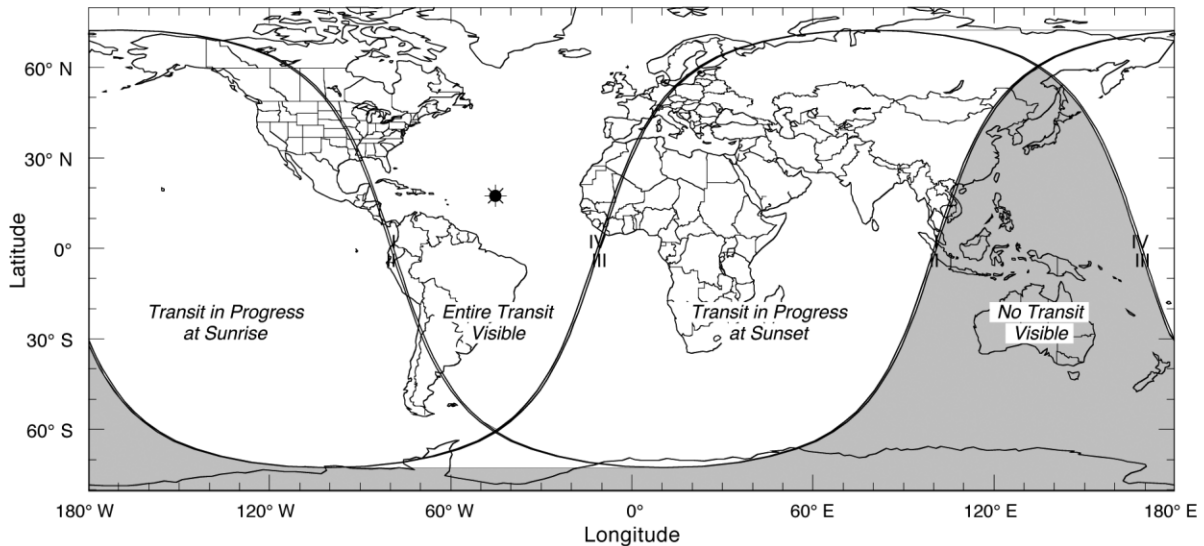 60° N
30° N
0°
30° S
60° S
Latitude
I
II
IV
III
I
II
IV
III
Transit in Progress
at Sunrise
Entire Transit
Visible
Transit in Progress
at Sunset
No Transit
Visible
180° W
120° W
60° W
0°
60° E
120° E
180° E
Longitude